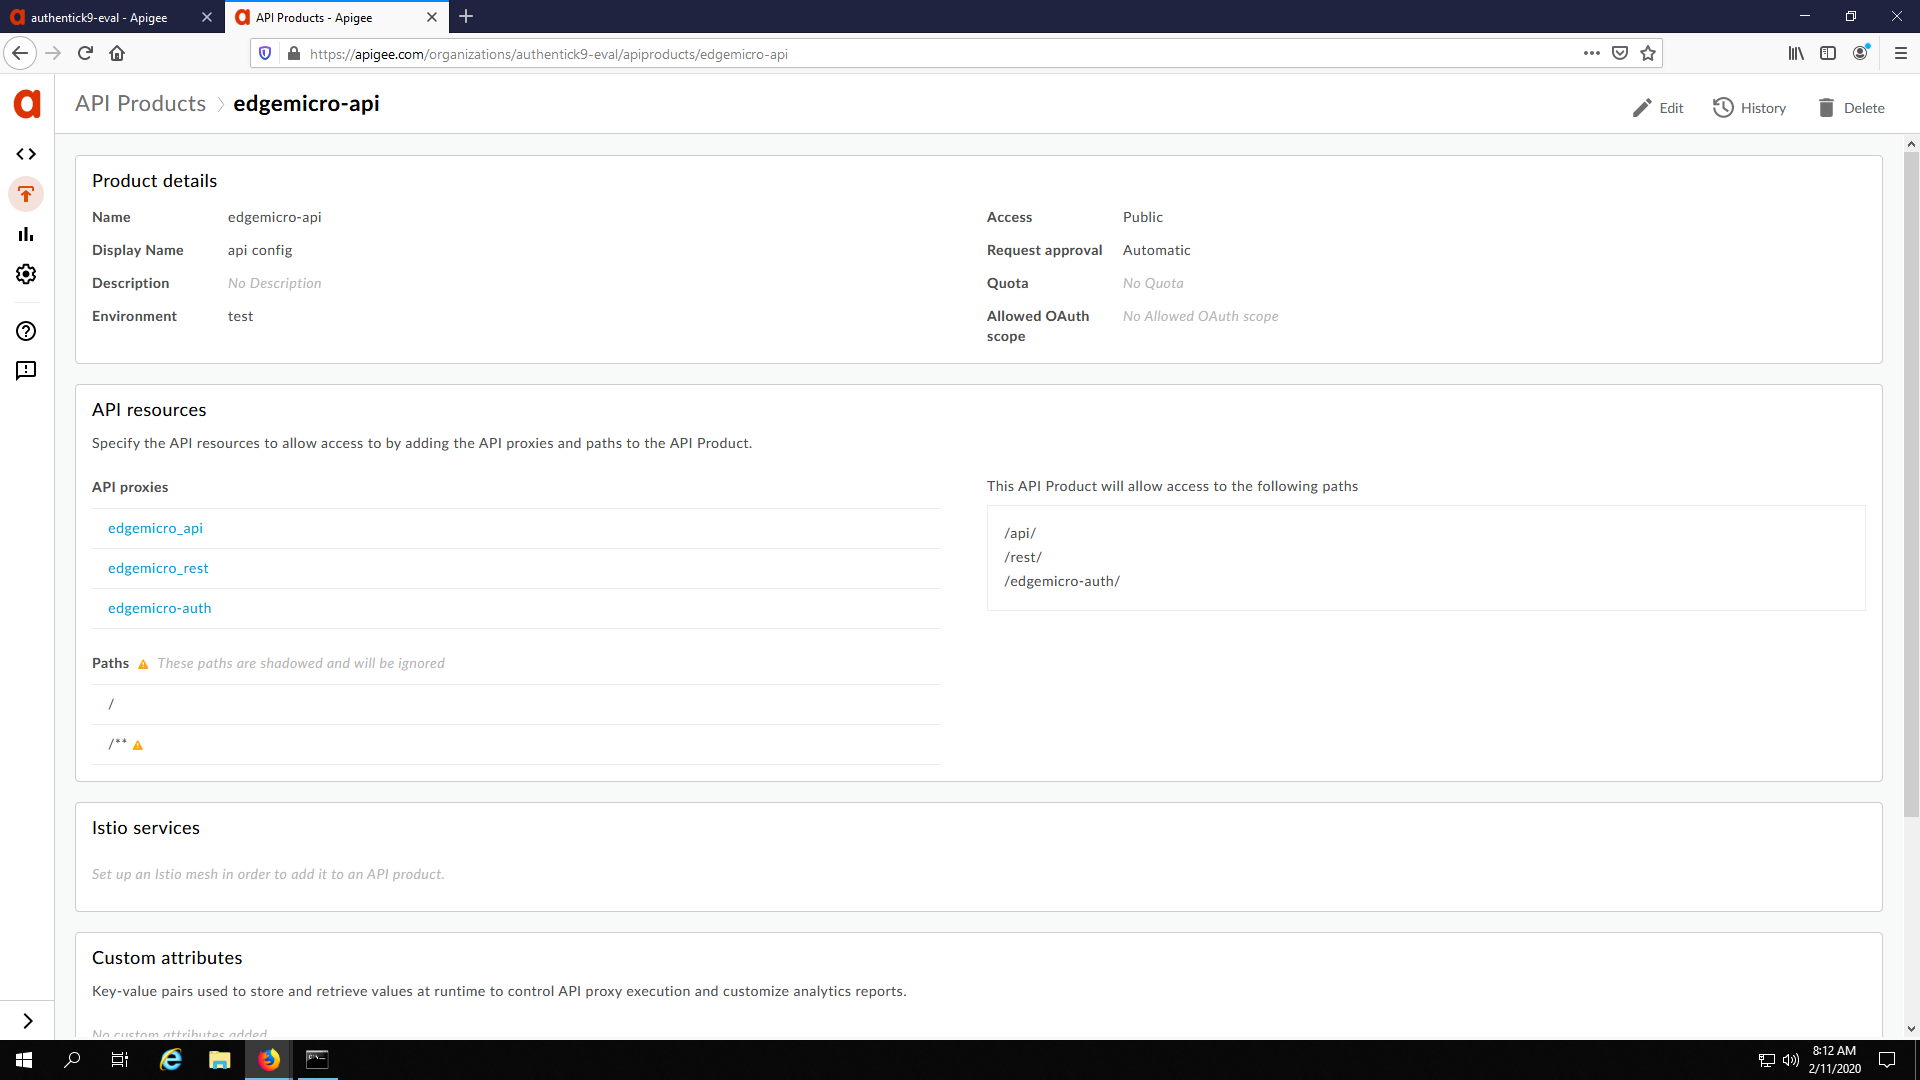 authentick9-eval - Apigee
API Products - Apigee
https://apigee.com/organizations/authentick9-eval/apiproducts/edgemicro-api
API Products
edgemicro-api
Edit
History
Delete
Product details
Name edgemicro-api
Display Name api config
Description No Description
Environment test
Access Public
Request approval Automatic
Quota No Quota
Allowed OAuth scope No Allowed OAuth scope
API resources
Specify the API resources to allow access to by adding the API proxies and paths to the API Product.
API proxies
edgemicro_api
edgemicro_rest
edgemicro-auth
Paths These paths are shadowed and will be ignored
/
/**
This API Product will allow access to the following paths
/api/
/rest/
/edgemicro-auth/
Istio services
Set up an Istio mesh in order to add it to an API product.
Custom attributes
Key-value pairs used to store and retrieve values at runtime to control API proxy execution and customize analytics reports.
No custom attributes added
8:12 AM
2/11/2020